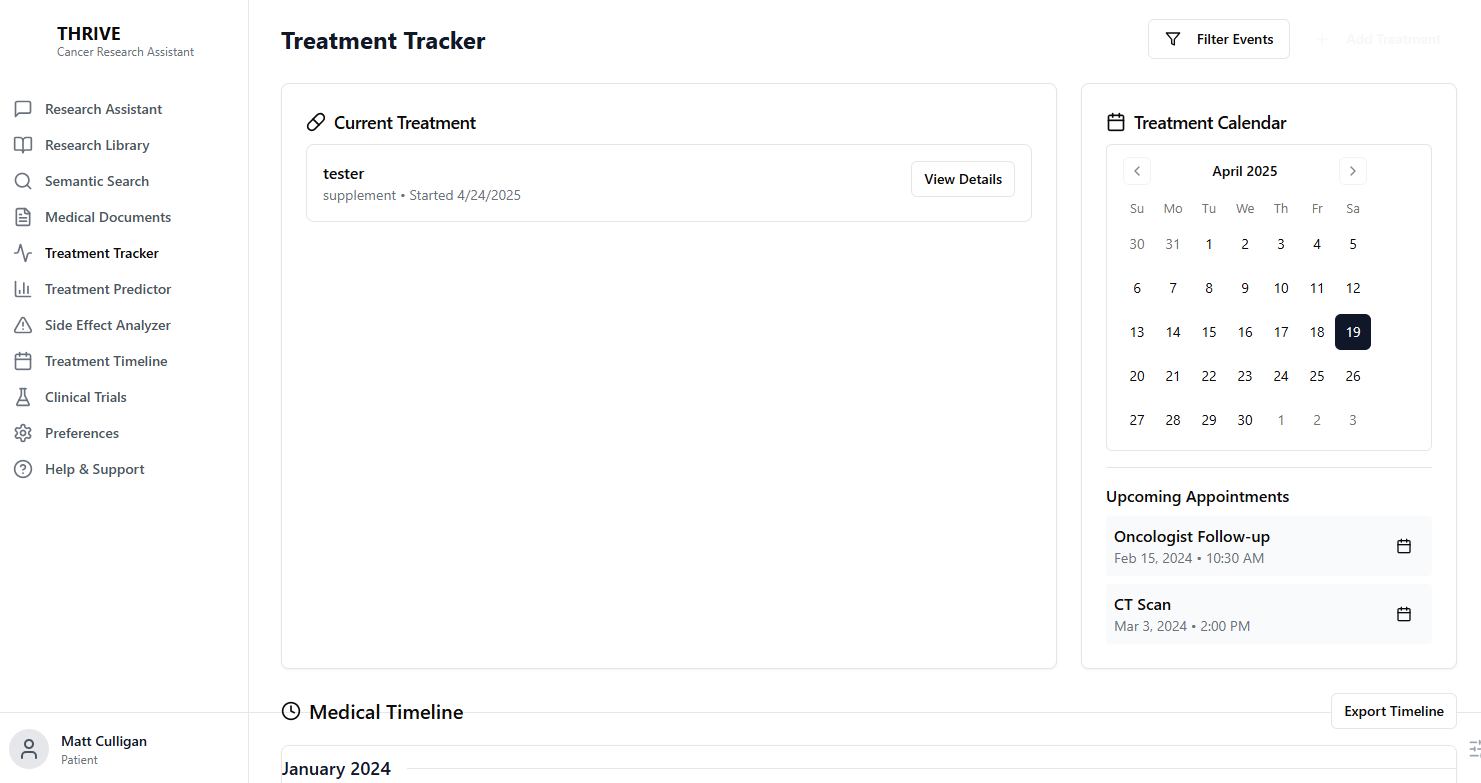 THRIVE
Cancer Research Assistant
Research Assistant
Research Library
Semantic Search
Medical Documents
Treatment Tracker
Treatment Predictor
Side Effect Analyzer
Treatment Timeline
Clinical Trials
Preferences
Help & Support
Matt Culligan
Patient
Treatment Tracker
Filter Events
Add Treatment
Current Treatment
tester
supplement • Started 4/24/2025
View Details
Treatment Calendar
April 2025
Su Mo Tu We Th Fr Sa
30 31 1 2 3 4 5
6 7 8 9 10 11 12
13 14 15 16 17 18 19
20 21 22 23 24 25 26
27 28 29 30 1 2 3
Upcoming Appointments
Oncologist Follow-up
Feb 15, 2024 • 10:30 AM
CT Scan
Mar 3, 2024 • 2:00 PM
Medical Timeline
Export Timeline
January 2024